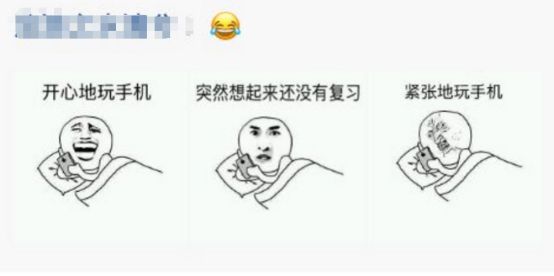 开心地玩手机
突然想起来还没有复习
紧张地玩手机